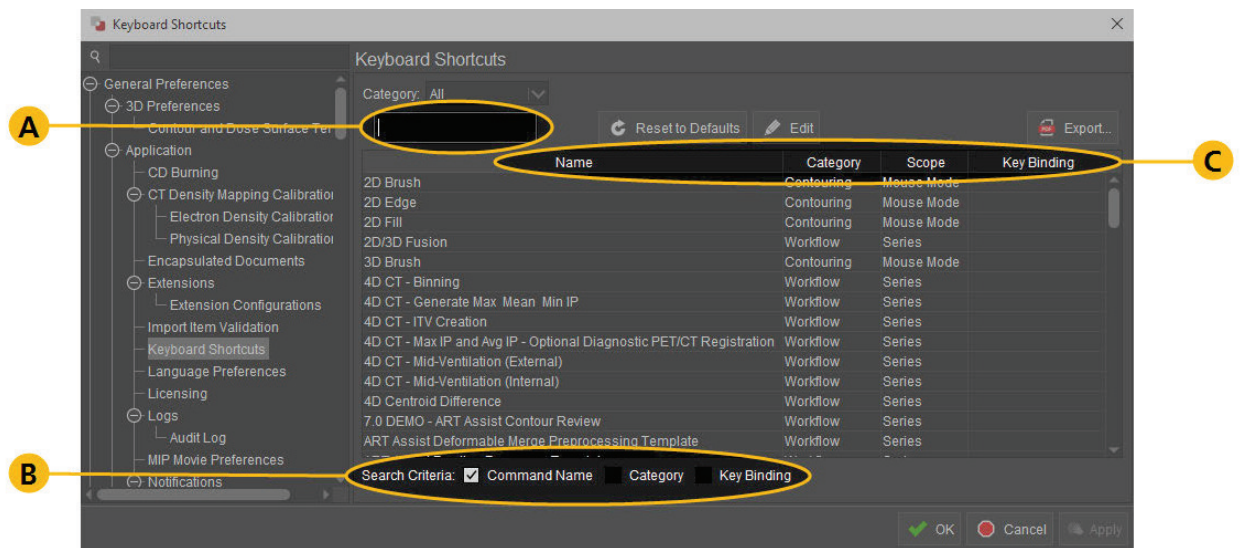 Keyboard Shortcuts
Keyboard Shortcuts
General Preferences
Category: All
3D Preferences
Contour and Dose Surface Ter
A
Reset to Defaults Edit Export...
Application
Name Category Scope Key Binding
C
CD Burning
2D Brush Contouring Mouse Mode
CT Density Mapping Calibration
2D Edge Contouring Mouse Mode
Electron Density Calibration
2D Fill Contouring Mouse Mode
Physical Density Calibration
2D/3D Fusion Workflow Series
Encapsulated Documents
3D Brush Contouring Mouse Mode
Extensions
4D CT - Binning Workflow Series
Extension Configurations
4D CT - Generate Max Mean Min IP Workflow Series
Import Item Validation
4D CT - ITV Creation Workflow Series
Keyboard Shortcuts
4D CT - Max IP and Avg IP - Optional Diagnostic PET/CT Registration Workflow Series
Language Preferences
4D CT - Mid-Ventilation (External) Workflow Series
4D CT - Mid-Ventilation (Internal) Workflow Series
Licensing
4D Centroid Difference Workflow Series
Logs
7.0 DEMO - ART Assist Contour Review Workflow Series
Audit Log
ART Assist Deformable Merge Preprocessing Template Workflow Series
MIP Movie Preferences
B
Search Criteria: Command Name Category Key Binding
Notifications
OK Cancel Apply